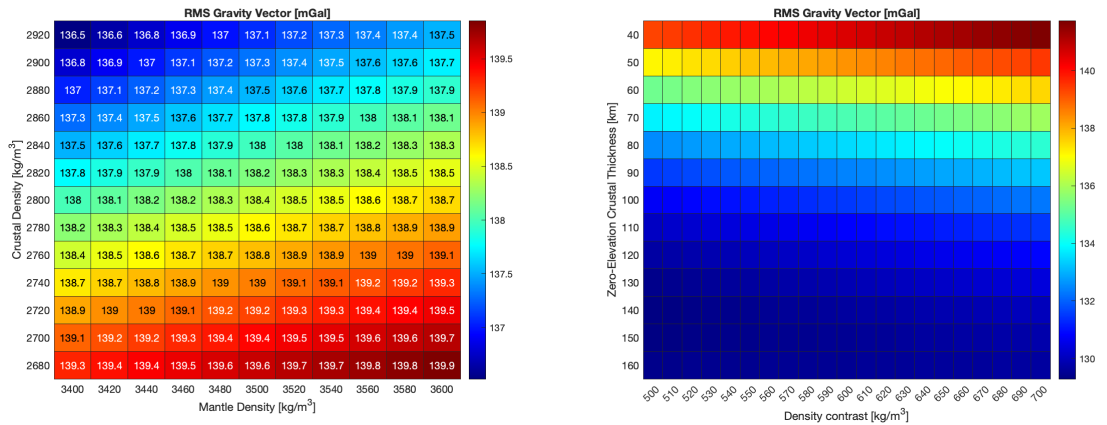 RMS Gravity Vector [mGal]
Crustal Density [kg/m³]
2920 136.5 136.6 136.8 136.9 137 137.1 137.2 137.3 137.4 137.4 137.5
2900 136.8 136.9 137 137.1 137.2 137.3 137.4 137.5 137.6 137.6 137.7
2880 137 137.1 137.2 137.3 137.4 137.5 137.6 137.7 137.8 137.8 137.9
2860 137.3 137.4 137.5 137.6 137.7 137.8 137.8 137.9 138 138.1 138.1
2840 137.5 137.6 137.7 137.8 137.9 138 138 138.1 138.2 138.3 138.3
2820 137.8 137.9 137.9 138 138.1 138.2 138.3 138.3 138.4 138.5 138.5
2800 138 138.1 138.2 138.2 138.3 138.4 138.5 138.5 138.6 138.6 138.7
2780 138.2 138.3 138.4 138.5 138.5 138.6 138.7 138.7 138.8 138.8 138.9
2760 138.4 138.5 138.6 138.7 138.7 138.8 138.9 138.9 139 139 139.1
2740 138.7 138.7 138.8 138.9 139 139 139.1 139.1 139.2 139.2 139.3
2720 138.9 139 139 139.1 139.2 139.2 139.3 139.3 139.4 139.4 139.5
2700 139.1 139.2 139.2 139.3 139.4 139.4 139.5 139.5 139.6 139.6 139.7
2680 139.3 139.4 139.4 139.5 139.6 139.6 139.7 139.7 139.8 139.8 139.9
3400 3420 3440 3460 3480 3500 3520 3540 3560 3580 3600
Mantle Density [kg/m³]
139.5
139
138.5
138
137.5
137
RMS Gravity Vector [mGal]
Zero-Elevation Crustal Thickness [km]
40
50
60
70
80
90
100
110
120
130
140
150
160
500 510 520 530 540 550 560 570 580 590 600 610 620 630 640 650 660 670 680 690 700
Density contrast [kg/m³]
140
138
136
134
132
130